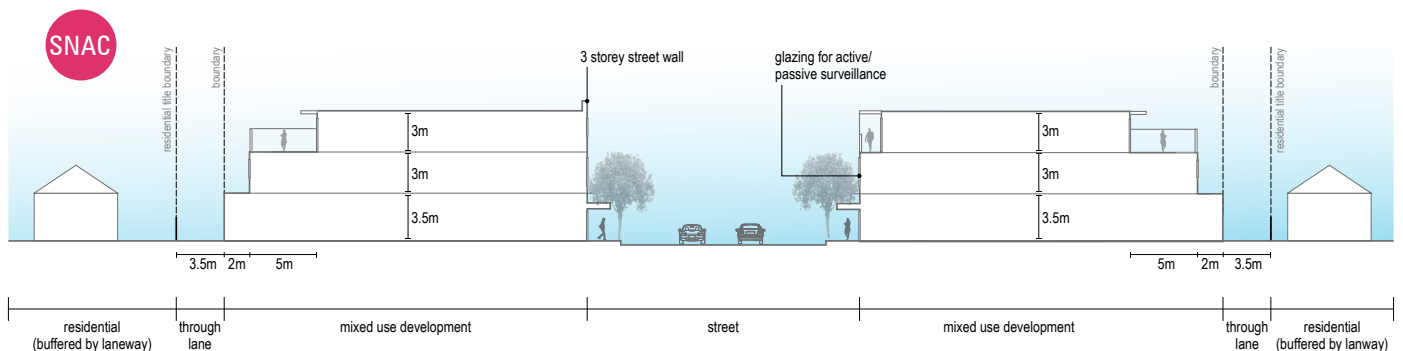 SNAC
residential title boundary
boundary
3 storey street wall
glazing for active/
passive surveillance
boundary
residential title boundary
3m
3m
3.5m
3m
3m
3.5m
3.5m 2m 5m
5m 2m 3.5m
residential
(buffered by laneway)
through
lane
mixed use development
street
mixed use development
through
lane
residential
(buffered by lanway)